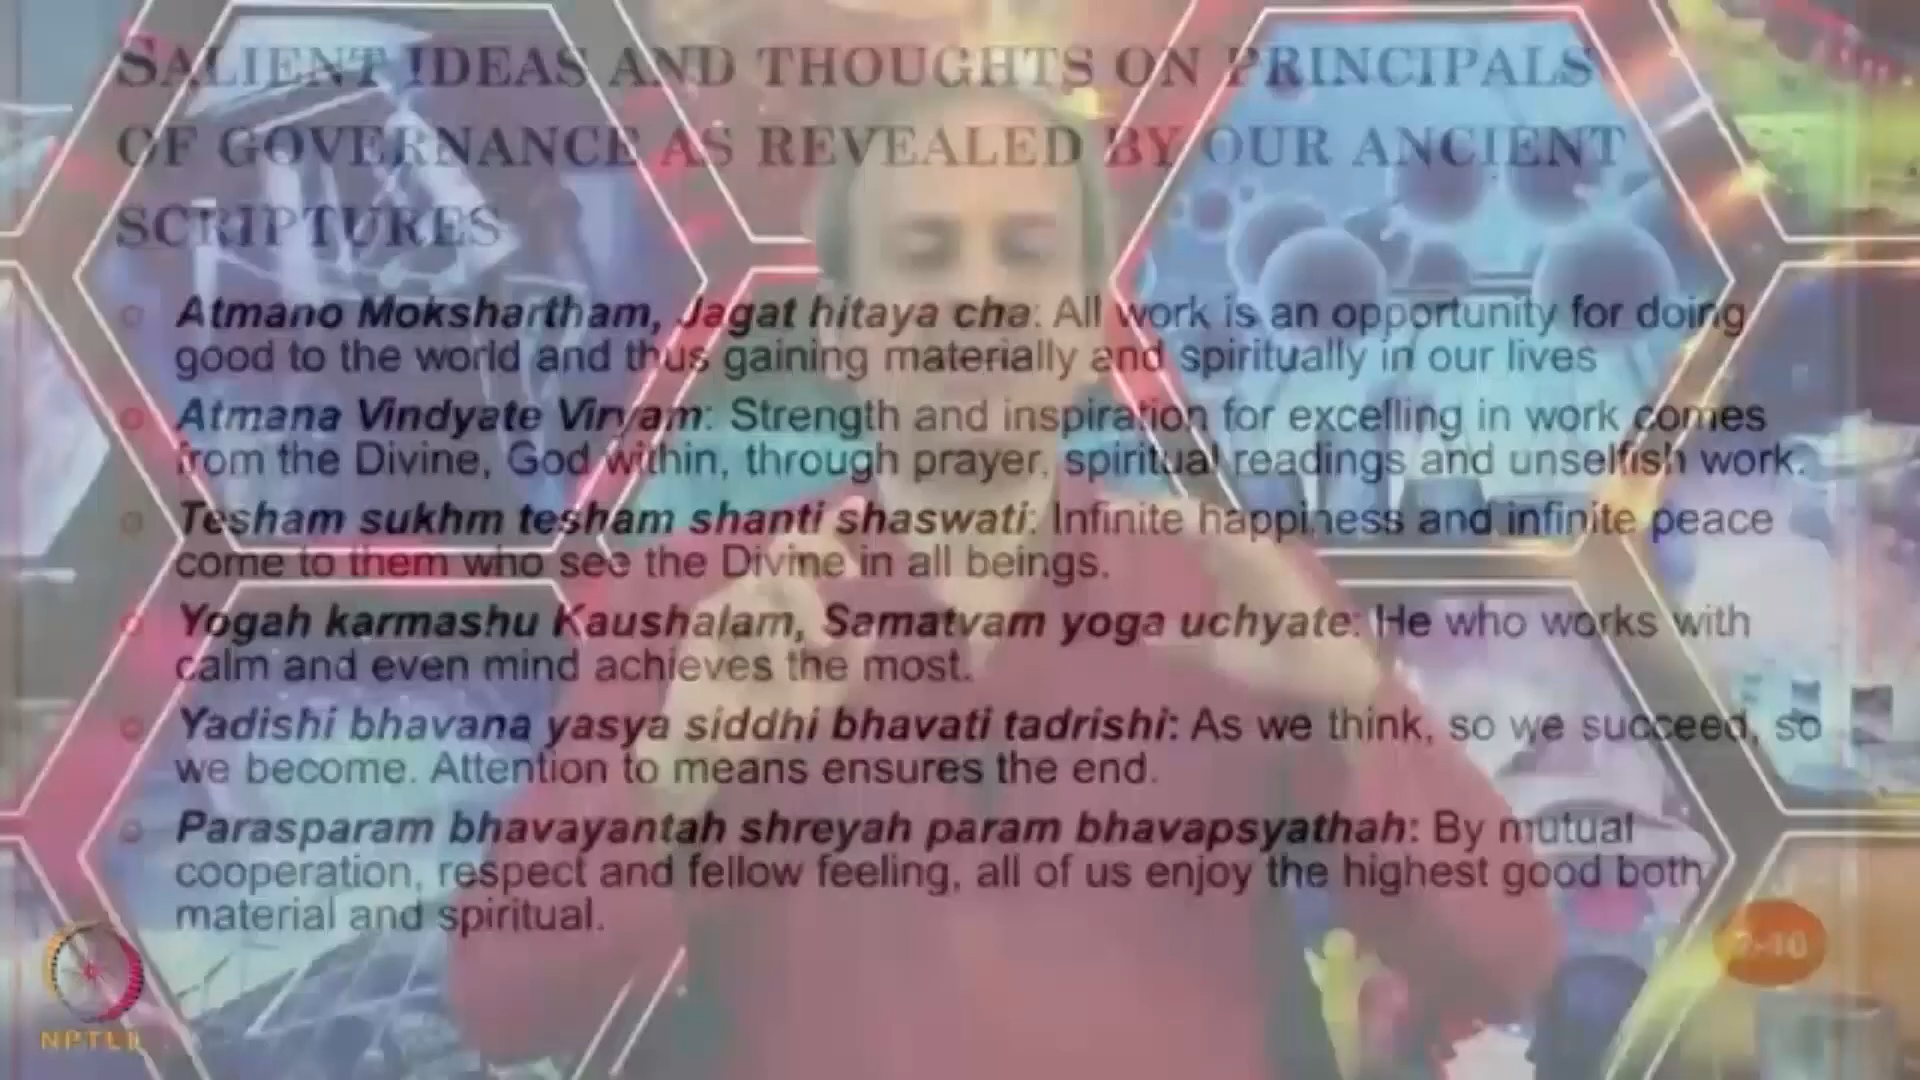 SALIENT IDEAS AND THOUGHTS ON PRINCIPALS
OF GOVERNANCE AS REVEALED BY OUR ANCIENT
SCRIPTURES
Atmano Mokshartham, Jagat hitaya cha: All work is an opportunity for doing
good to the world and thus gaining materially and spiritually in our lives
Atmana Vindyate Viryam: Strength and inspiration for excelling in work comes
from the Divine, God within, through prayer, spiritual readings and unselfish work.
Tesham sukhm tesham shanti shaswati: Infinite happiness and infinite peace
come to them who see the Divine in all beings.
Yogah karmashu Kaushalam, Samatvam yoga uchyate: He who works with
calm and even mind achieves the most.
Yadishi bhavana yasya siddhi bhavati tadrishi: As we think, so we succeed, so
we become. Attention to means ensures the end.
Parasparam bhavayantah shreyah param bhavapsyathah: By mutual
cooperation, respect and fellow feeling, all of us enjoy the highest good both
material and spiritual.
NPTEL